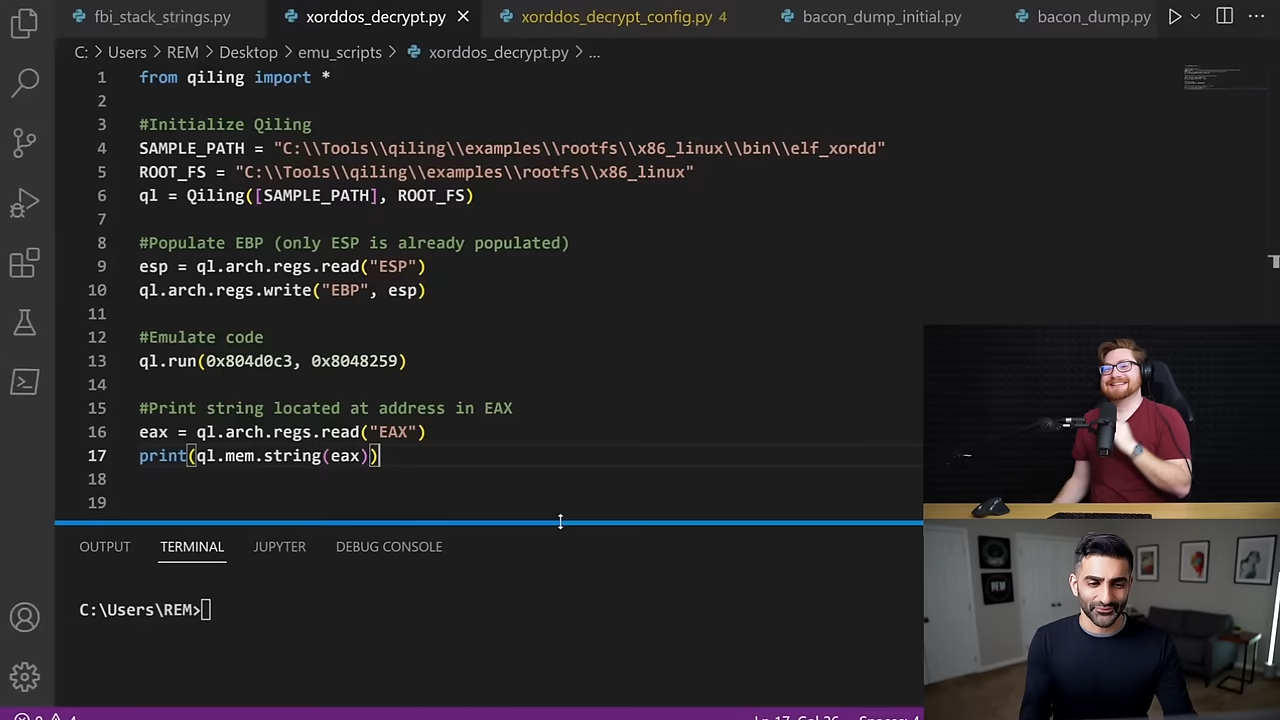 fbi_stack_strings.py
xorddos_decrypt.py
xorddos_decrypt_config.py 4
bacon_dump_initial.py
bacon_dump.py
C: > Users > REM > Desktop > emu_scripts > xorddos_decrypt.py > ...
1 from qiling import *
2
3 #Initialize Qiling
4 SAMPLE_PATH = "C:\\Tools\\qiling\\examples\\rootfs\\x86_linux\\bin\\elf_xordd"
5 ROOT_FS = "C:\\Tools\\qiling\\examples\\rootfs\\x86_linux"
6 ql = Qiling([SAMPLE_PATH], ROOT_FS)
7
8 #Populate EBP (only ESP is already populated)
9 esp = ql.arch.regs.read("ESP")
10 ql.arch.regs.write("EBP", esp)
11
12 #Emulate code
13 ql.run(0x804d0c3, 0x8048259)
14
15 #Print string located at address in EAX
16 eax = ql.arch.regs.read("EAX")
17 print(ql.mem.string(eax))
18
19
OUTPUT TERMINAL JUPYTER DEBUG CONSOLE
C:\Users\REM>